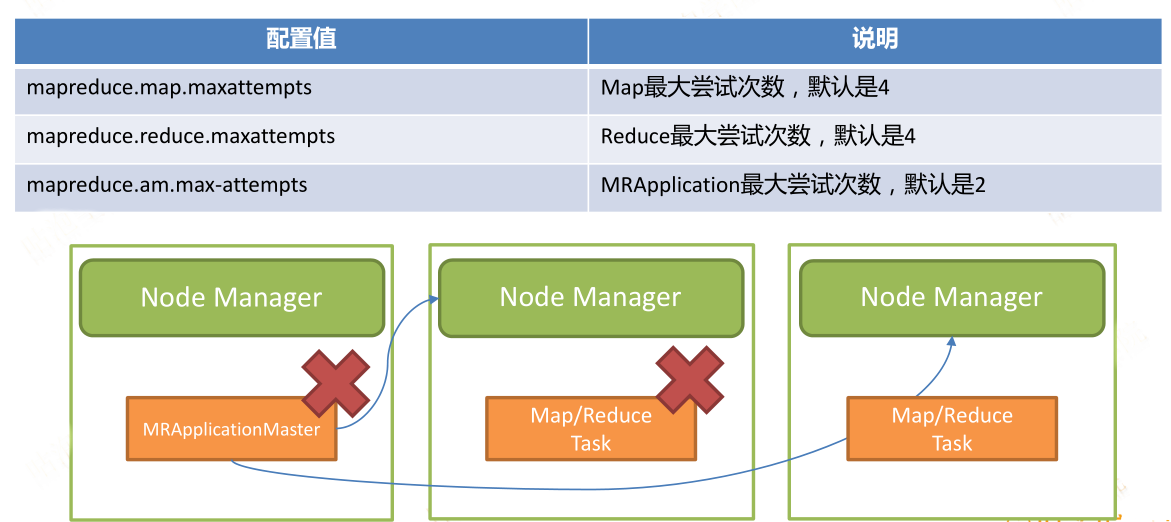 配置值 说明
mapreduce.map.maxattempts Map最大尝试次数，默认是4
mapreduce.reduce.maxattempts Reduce最大尝试次数，默认是4
mapreduce.am.max-attempts MRApplication最大尝试次数，默认是2
Node Manager Node Manager Node Manager
MRApplicationMaster
Map/Reduce
Task
Map/Reduce
Task